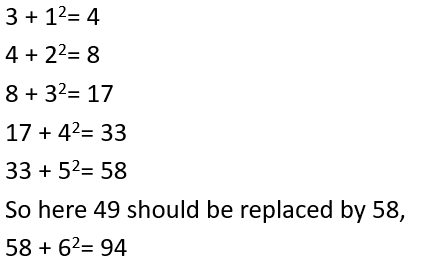 3 + 1²= 4
4 + 2²= 8
8 + 3²= 17
17 + 4²= 33
33 + 5²= 58
So here 49 should be replaced by 58,
58 + 6²= 94